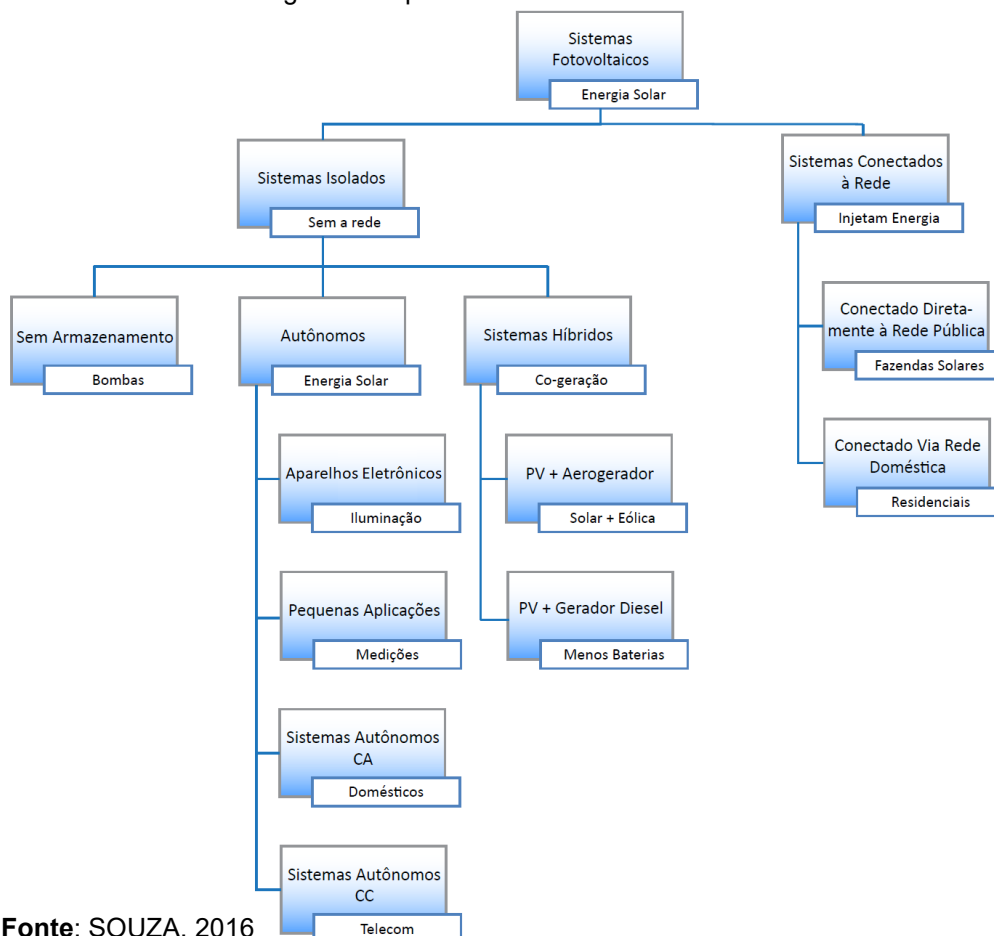 Sistemas
Fotovoltaicos
Energia Solar
Sistemas Isolados
Sem a rede
Sistemas Conectados
à Rede
Injetam Energia
Sem Armazenamento
Bombas
Autônomos
Energia Solar
Sistemas Híbridos
Co-geração
Conectado Direta-
mente à Rede Pública
Fazendas Solares
Conectado Via Rede
Doméstica
Residenciais
Aparelhos Eletrônicos
Iluminação
PV + Aerogerador
Solar + Eólica
Pequenas Aplicações
Medições
PV + Gerador Diesel
Menos Baterias
Sistemas Autônomos
CA
Domésticos
Sistemas Autônomos
CC
Telecom
Fonte: SOUZA, 2016